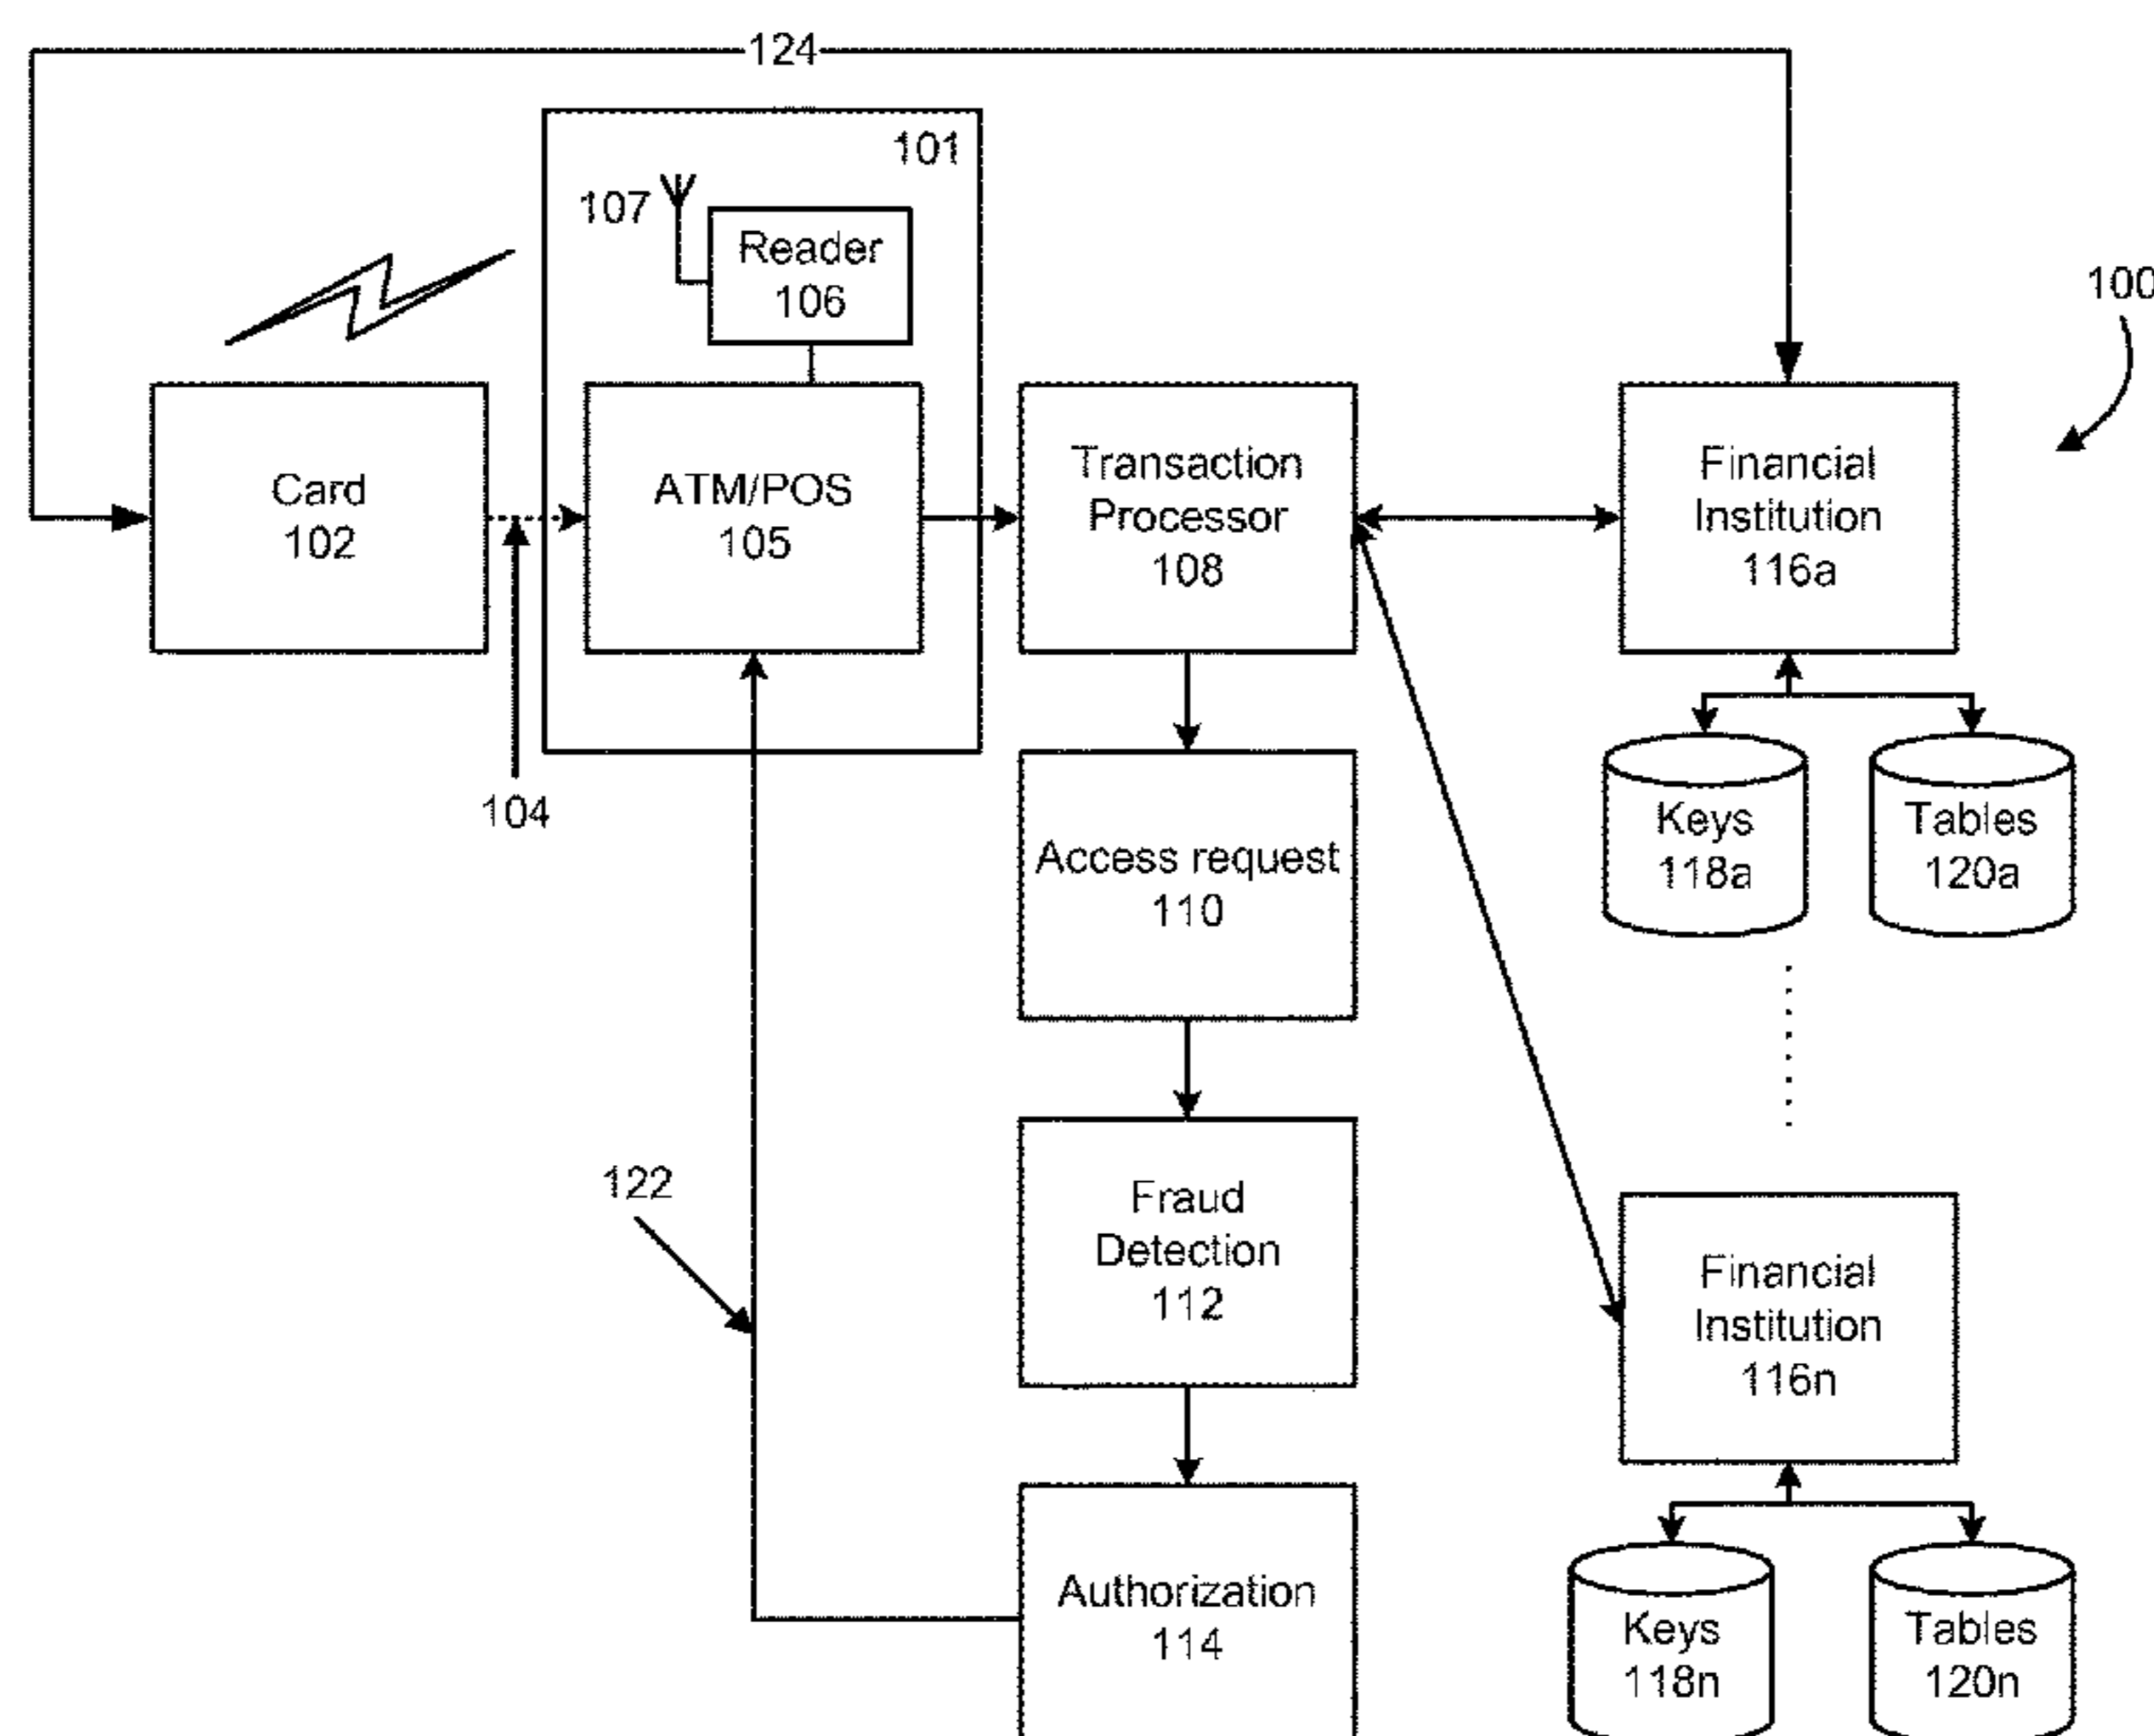 124
101
107
Reader
106
100
Card
102
ATM/POS
105
Transaction
Processor
108
Financial
Institution
116a
104
Access request
110
Keys
118a
Tables
120a
122
Fraud
Detection
112
Financial
Institution
116n
Authorization
114
Keys
118n
Tables
120n